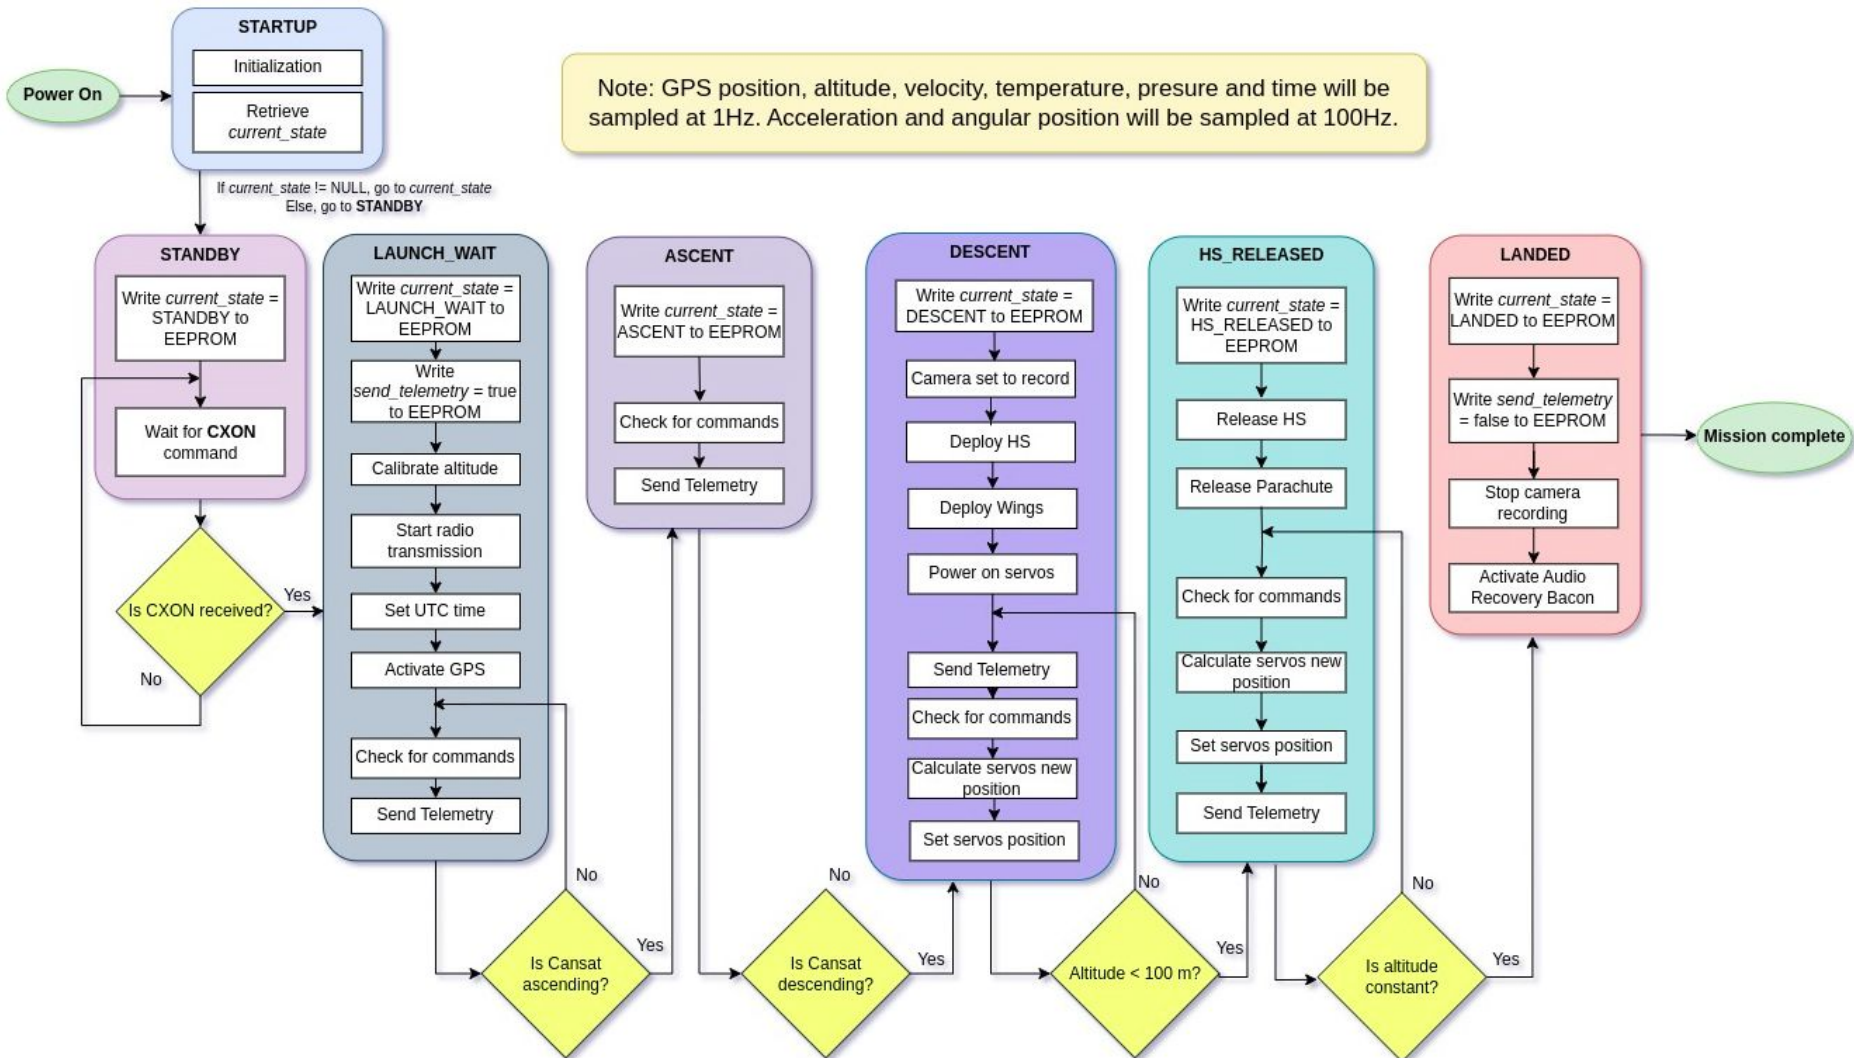 STARTUP
Initialization
Retrieve
current_state
Power On
Note: GPS position, altitude, velocity, temperature, presure and time will be
sampled at 1Hz. Acceleration and angular position will be sampled at 100Hz.
If current_state != NULL, go to current_state
Else, go to STANDBY
STANDBY
Write current_state =
STANDBY to
EEPROM
Wait for CXON
command
Is CXON received?
Yes
No
LAUNCH_WAIT
Write current_state =
LAUNCH_WAIT to
EEPROM
Write
send_telemetry = true
to EEPROM
Calibrate altitude
Start radio
transmission
Set UTC time
Activate GPS
Check for commands
Send Telemetry
No
Is Cansat
ascending?
Yes
ASCENT
Write current_state =
ASCENT to EEPROM
Check for commands
Send Telemetry
No
Is Cansat
descending?
Yes
DESCENT
Write current_state =
DESCENT to EEPROM
Camera set to record
Deploy HS
Deploy Wings
Power on servos
Send Telemetry
Check for commands
Calculate servos new
position
Set servos position
No
Altitude < 100 m?
Yes
HS_RELEASED
Write current_state =
HS_RELEASED to
EEPROM
Release HS
Release Parachute
Check for commands
Calculate servos new
position
Set servos position
Send Telemetry
No
Is altitude
constant?
Yes
LANDED
Write current_state =
LANDED to EEPROM
Write send_telemetry
= false to EEPROM
Stop camera
recording
Activate Audio
Recovery Bacon
Mission complete